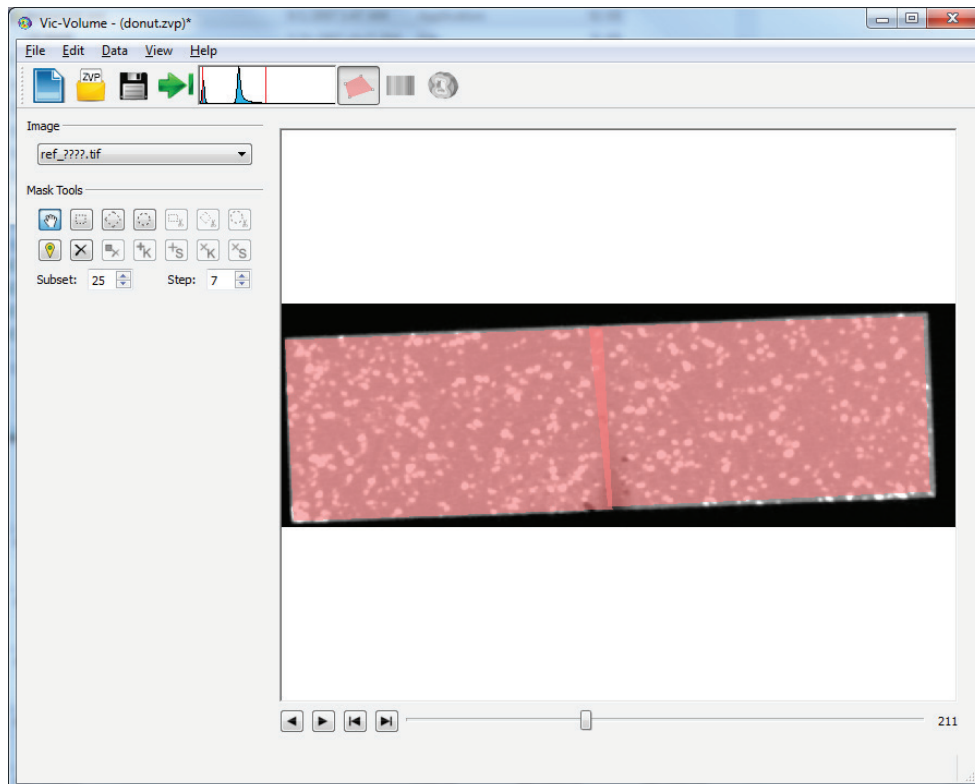 Vic-Volume - (donut.zvp)*
File Edit Data View Help
ZVP
Image
ref_????.tif
Mask Tools
+K +S ×K ×S
Subset: 25 Step: 7
211